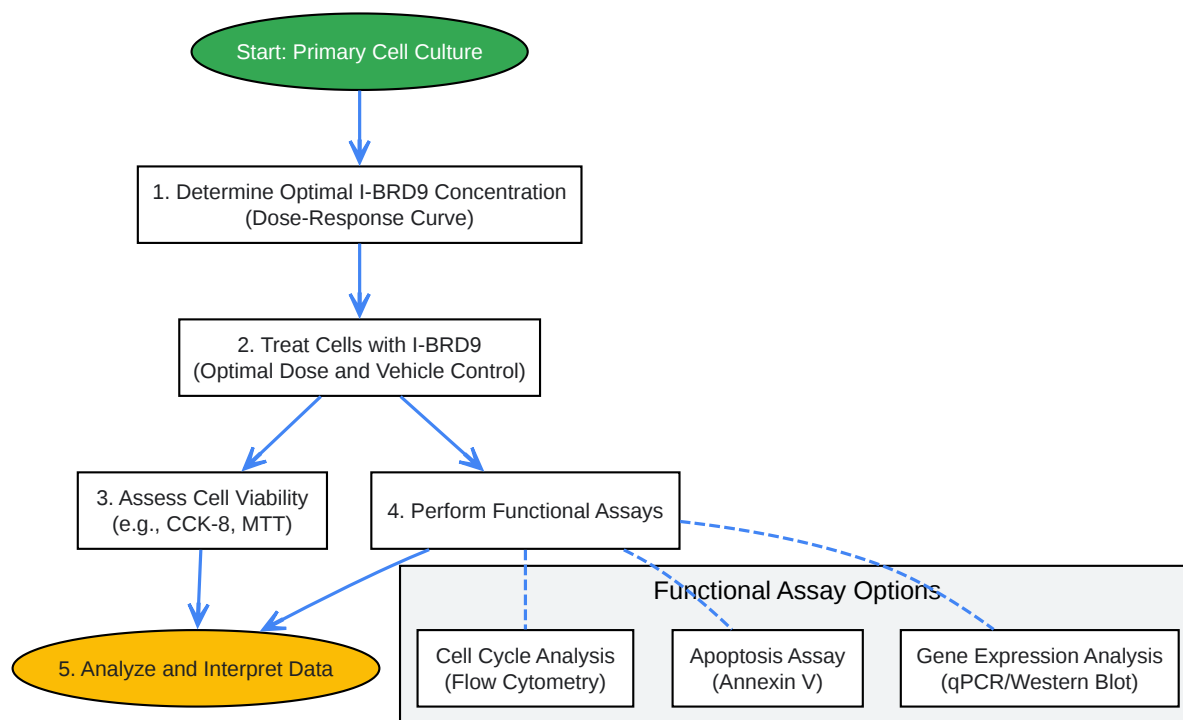 Start: Primary Cell Culture
1. Determine Optimal I-BRD9 Concentration
(Dose-Response Curve)
2. Treat Cells with I-BRD9
(Optimal Dose and Vehicle Control)
3. Assess Cell Viability
(e.g., CCK-8, MTT)
4. Perform Functional Assays
Functional Assay Options
5. Analyze and Interpret Data
Cell Cycle Analysis
(Flow Cytometry)
Apoptosis Assay
(Annexin V)
Gene Expression Analysis
(qPCR/Western Blot)